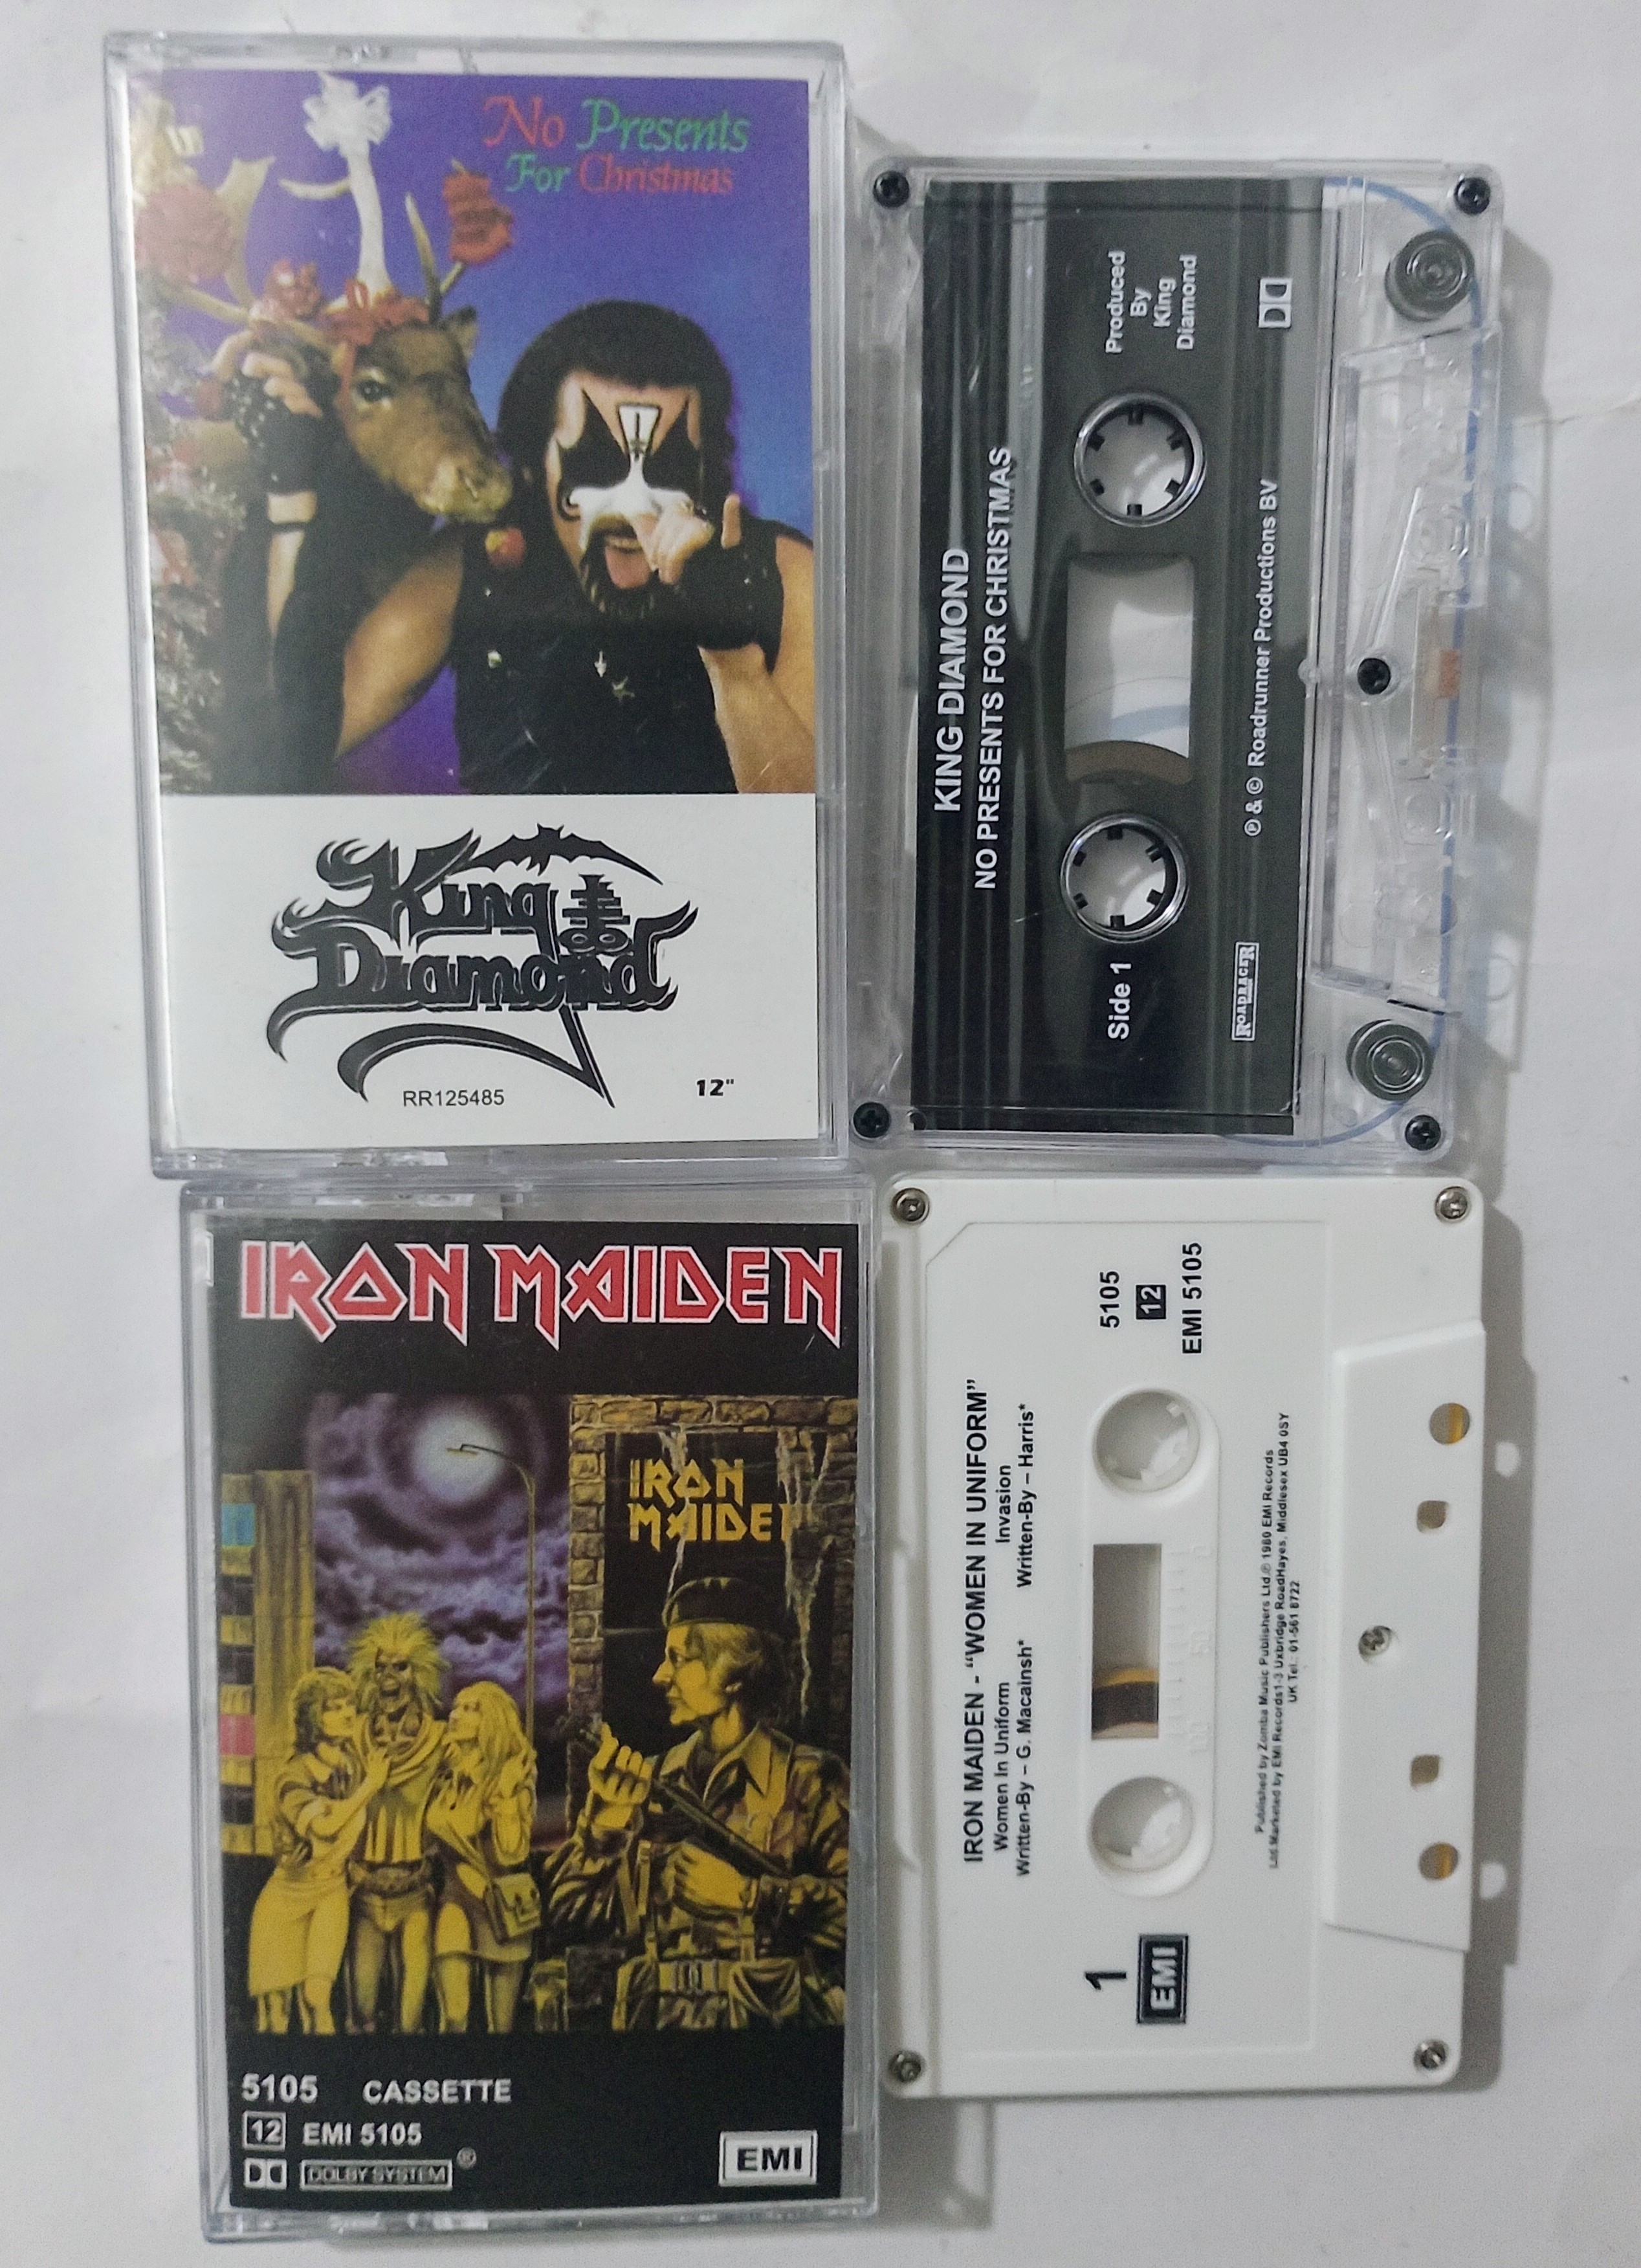 No Presents
For Christmas
King
Diamond
RR125485
12"
KING DIAMOND
NO PRESENTS FOR CHRISTMAS
Side 1
Produced
By
King
Diamond
℗ & © Roadrunner Productions BV
ROADRACER
IRON MAIDEN
IRON
MAIDEN
5105 CASSETTE
12 EMI 5105
DOLBY SYSTEM ®
EMI
IRON MAIDEN - “WOMEN IN UNIFORM”
Women In Uniform Invasion
Written-By – G. Macainsh* Written-By – Harris*
1
EMI
5105
12
EMI 5105
Published by Zomba Music Publishers Ltd.℗ 1980 EMI Records
Ltd.Marketed by EMI Records1-3 Uxbridge RoadHayes, Middlesex UB4 0SY
UK Tel.: 01-561 8722